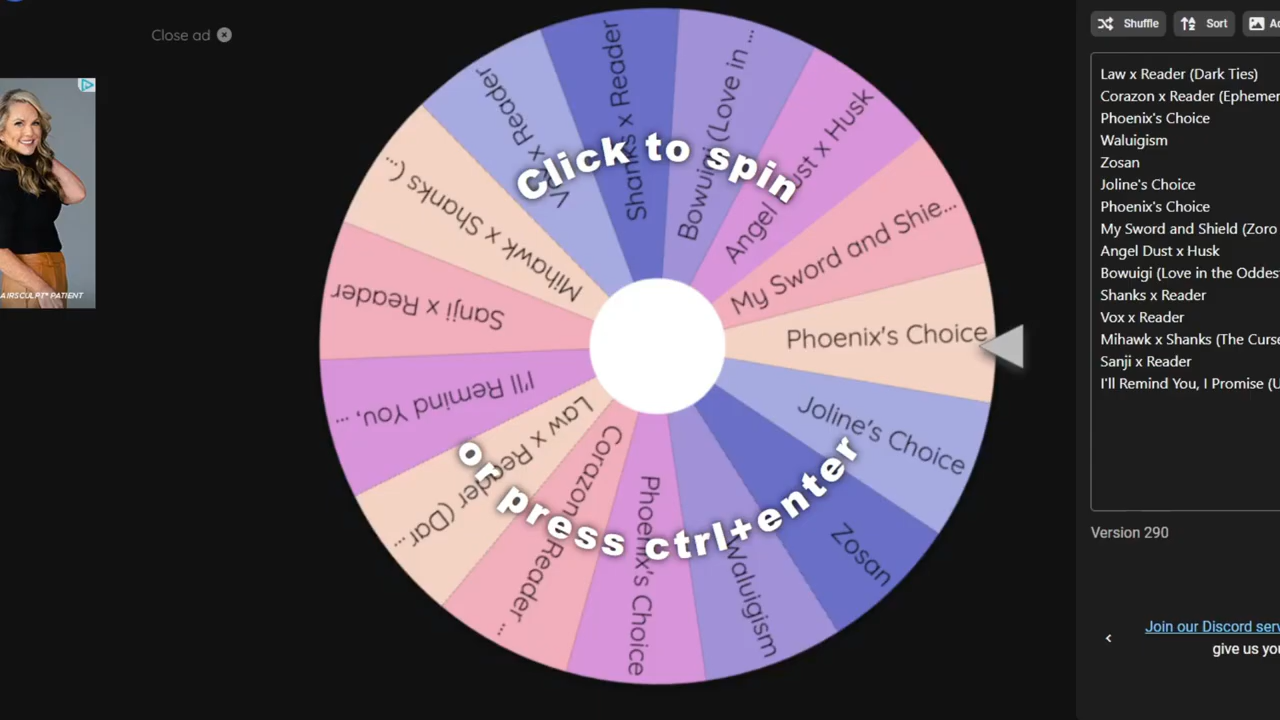 Close ad
AIRSCULPT® PATIENT
Click to spin
or press ctrl+enter
Shanks x Reader
Bowuigi (Love in ...
Angel Dust x Husk
My Sword and Shie...
Phoenix's Choice
Joline's Choice
Zosan
Waluigism
Phoenix's Choice
Corazon x Reader ...
Law x Reader (Dar ...
I'll Remind You, ...
Sanji x Reader
Mihawk x Shanks (...
Vox x Reader
Shuffle
Sort
Law x Reader (Dark Ties)
Corazon x Reader (Ephemer
Phoenix's Choice
Waluigism
Zosan
Joline's Choice
Phoenix's Choice
My Sword and Shield (Zoro
Angel Dust x Husk
Bowuigi (Love in the Oddes
Shanks x Reader
Vox x Reader
Mihawk x Shanks (The Curse
Sanji x Reader
I'll Remind You, I Promise (U
Version 290
Join our Discord serv
give us you